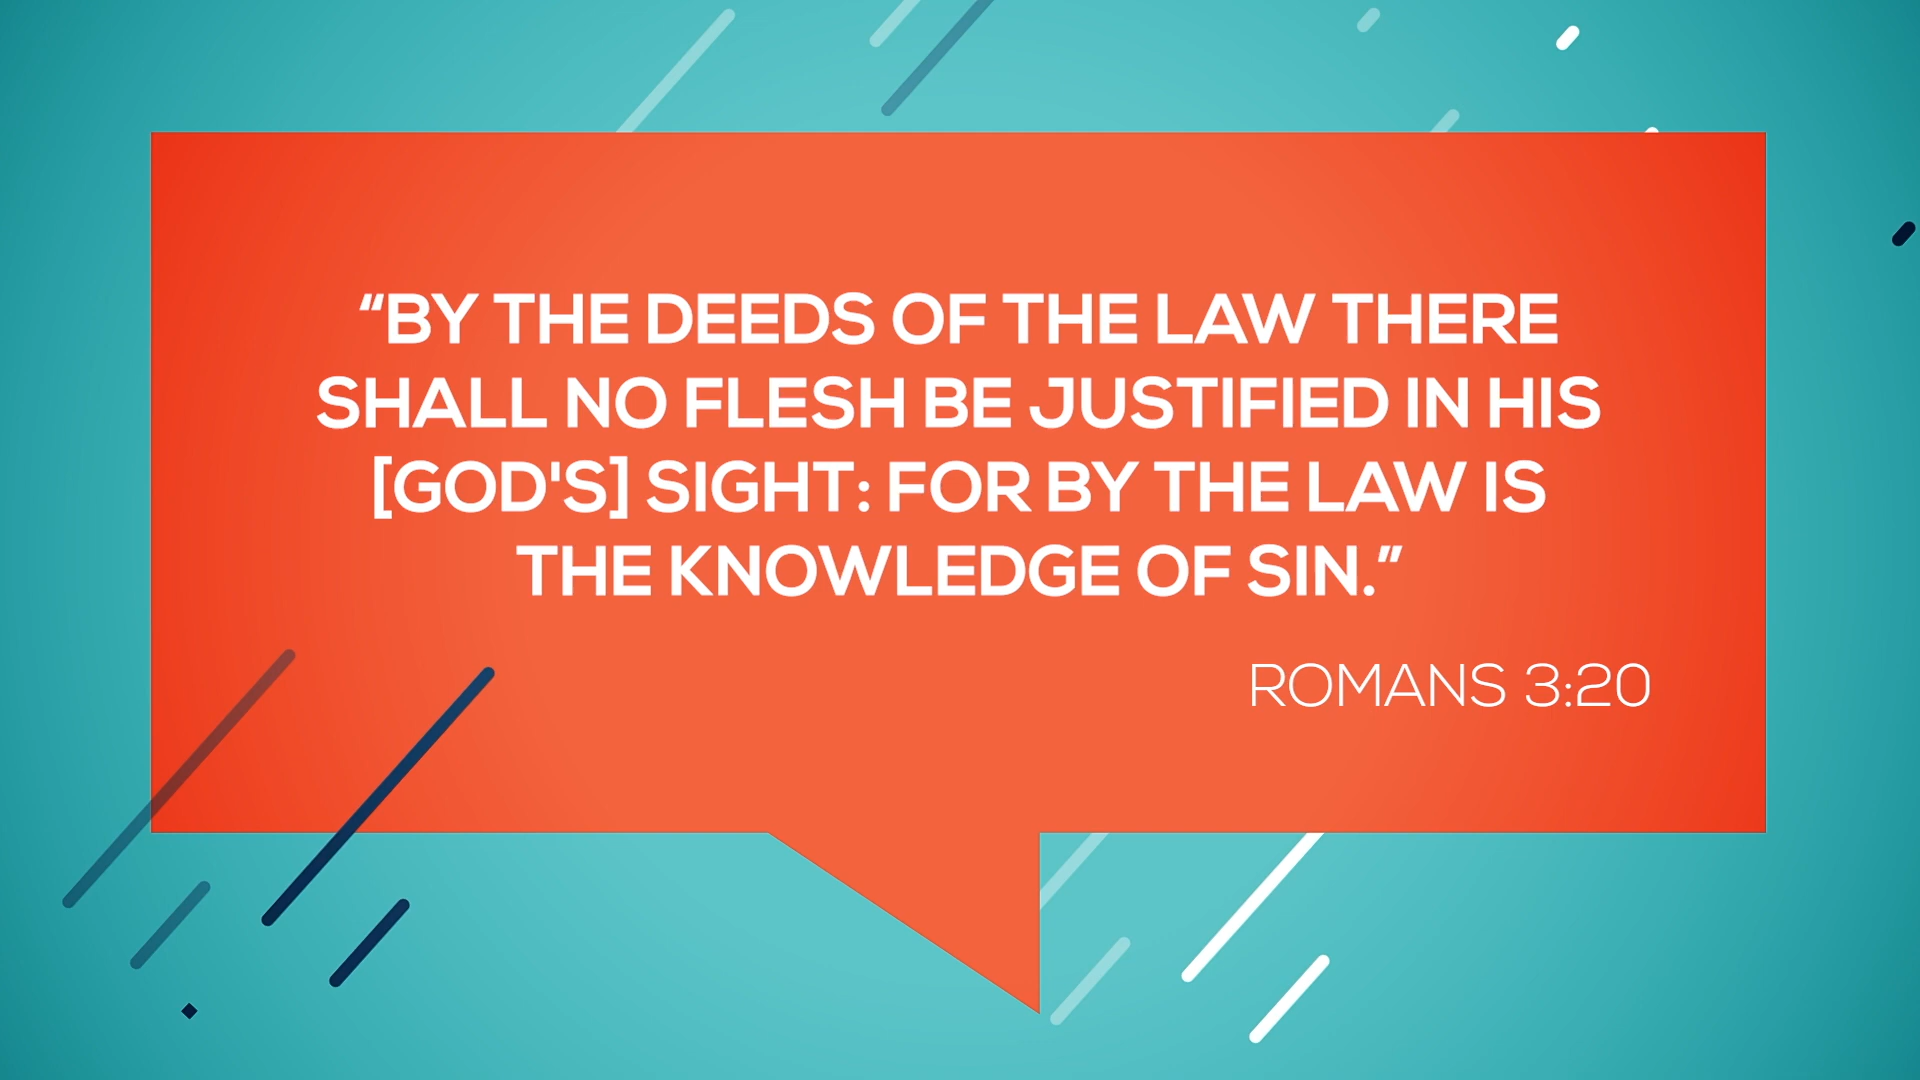 “BY THE DEEDS OF THE LAW THERE
SHALL NO FLESH BE JUSTIFIED IN HIS
[GOD'S] SIGHT: FOR BY THE LAW IS
THE KNOWLEDGE OF SIN.”
ROMANS 3:20